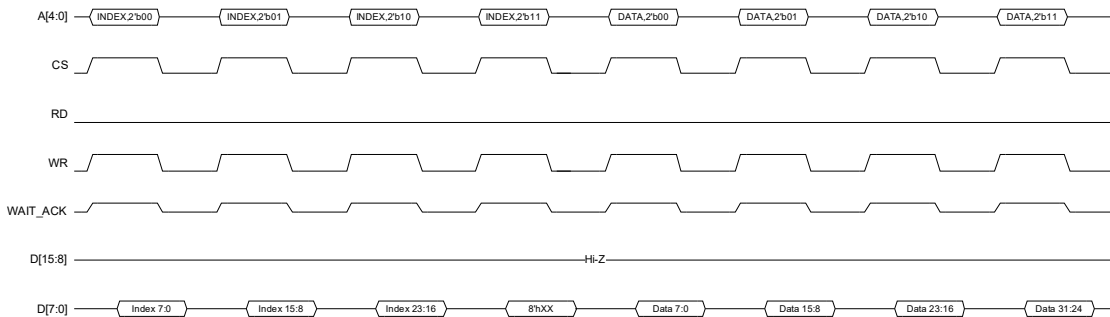 A[4:0] INDEX,2'b00 INDEX,2'b01 INDEX,2'b10 INDEX,2'b11 DATA,2'b00 DATA,2'b01 DATA,2'b10 DATA,2'b11
CS
RD
WR
WAIT_ACK
D[15:8] Hi-Z
D[7:0] Index 7:0 Index 15:8 Index 23:16 8'hXX Data 7:0 Data 15:8 Data 23:16 Data 31:24